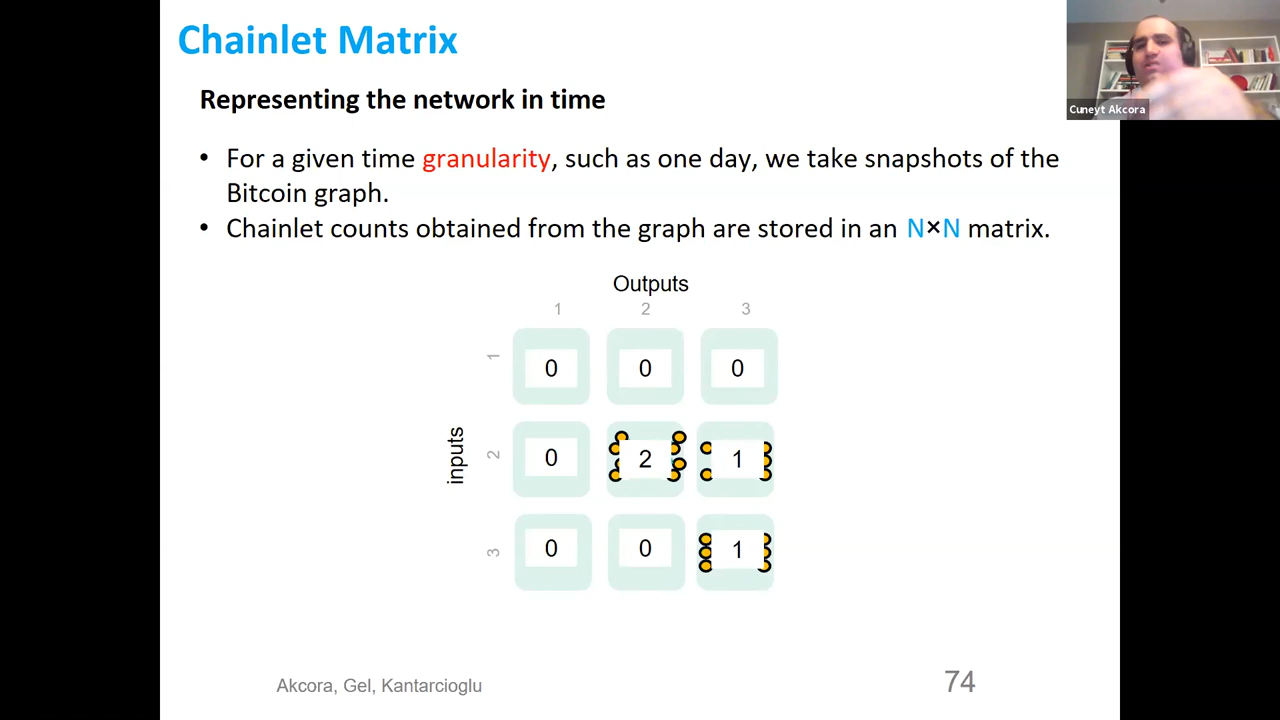 Chainlet Matrix
Cuneyt Akcora
Representing the network in time
• For a given time granularity, such as one day, we take snapshots of the
Bitcoin graph.
• Chainlet counts obtained from the graph are stored in an N×N matrix.
Outputs
1 2 3
inputs
1 0 0 0
2 0 2 1
3 0 0 1
Akcora, Gel, Kantarcioglu
74